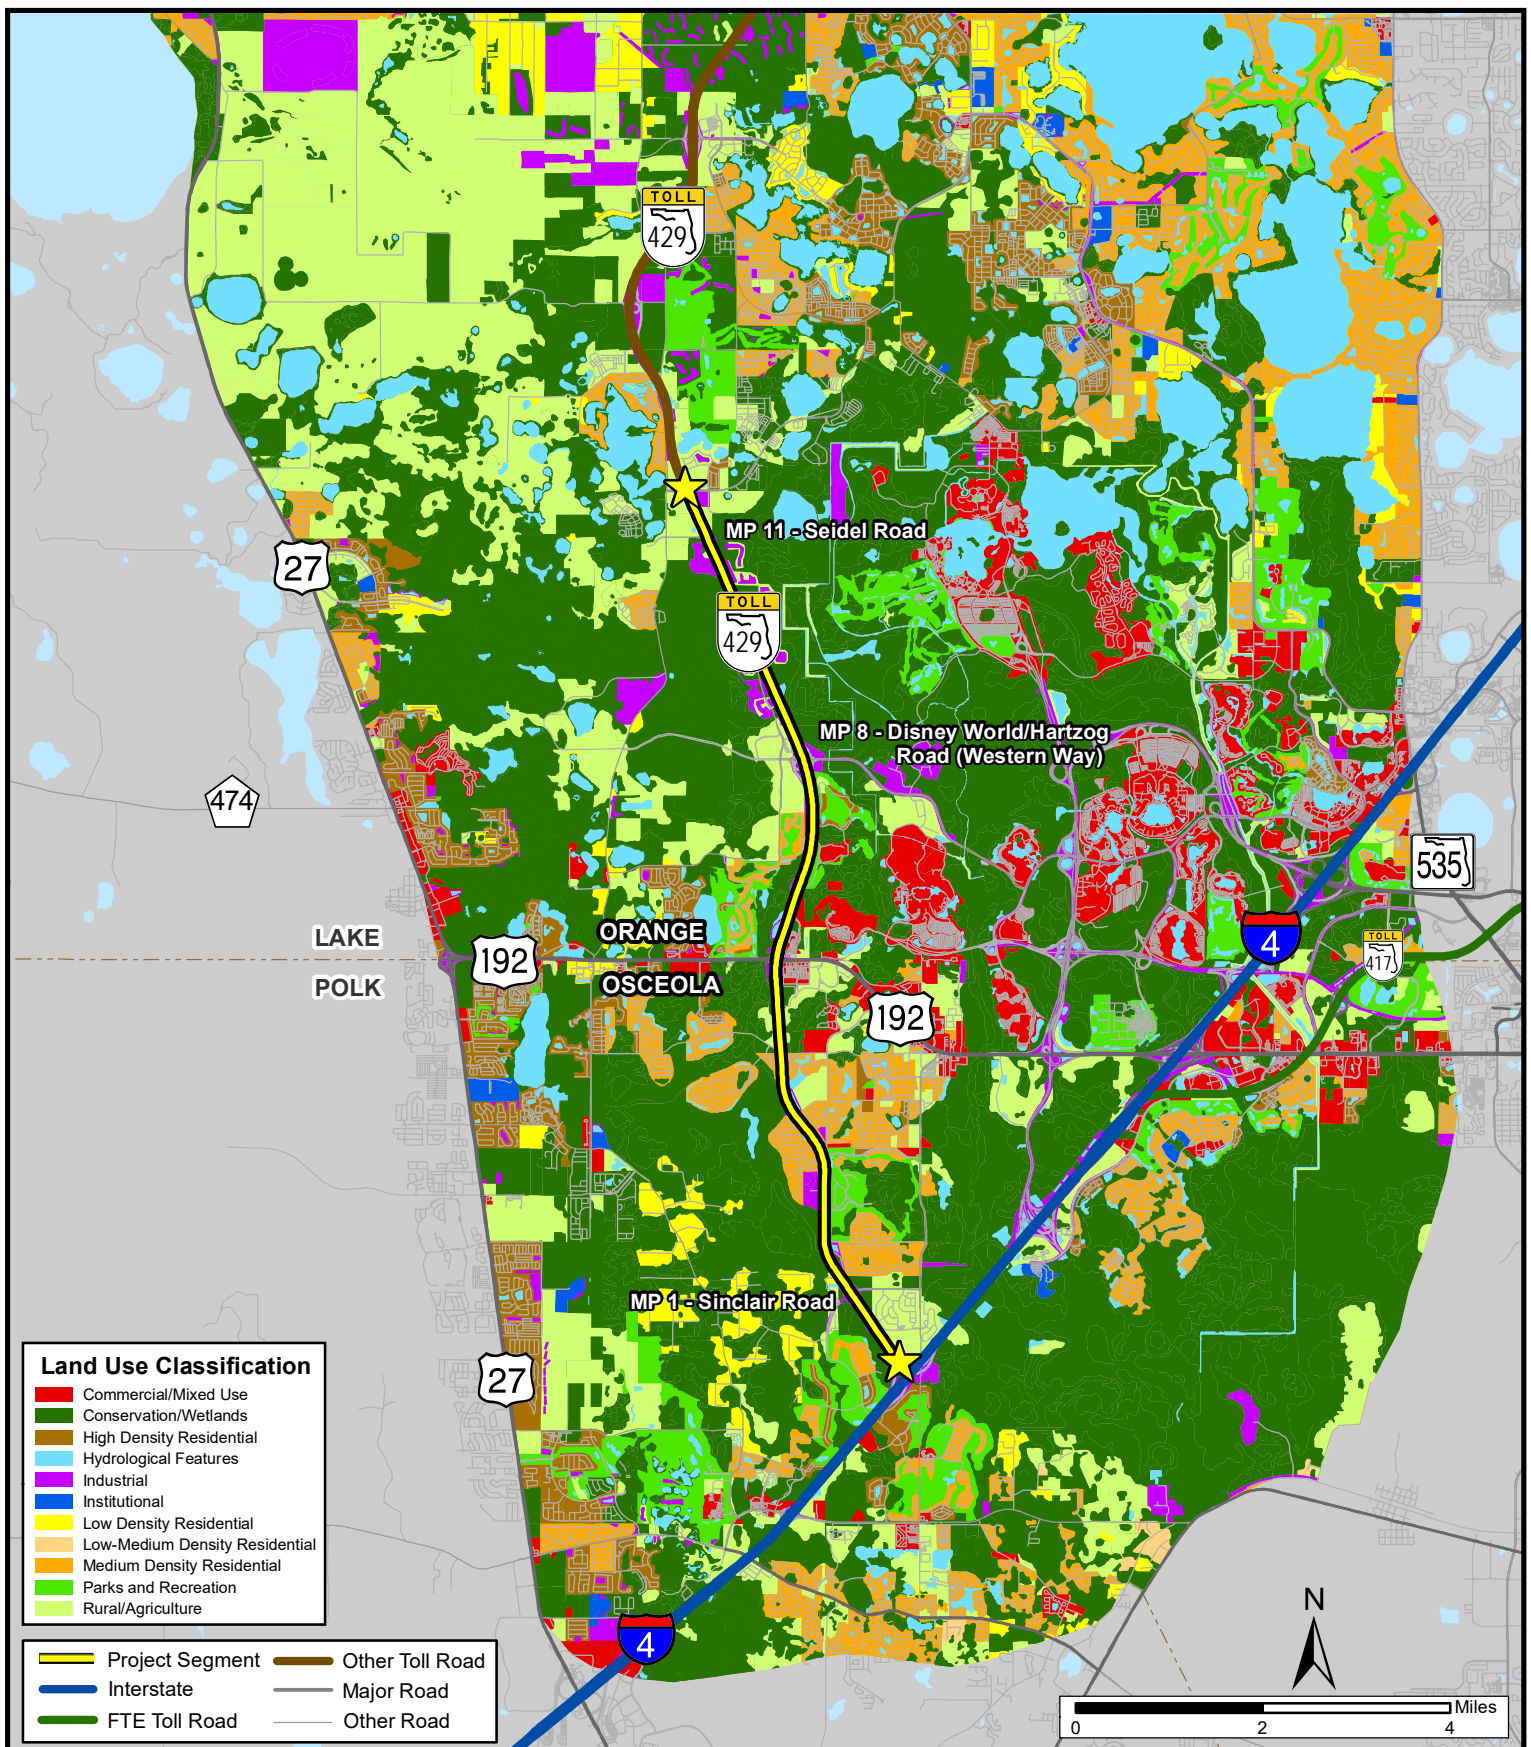 TOLL
429
MP 11 - Seidel Road
27
TOLL
429
MP 8 - Disney World/Hartzog
Road (Western Way)
474
535
LAKE
ORANGE
192
4
TOLL
417
POLK
OSCEOLA
192
MP 1 - Sinclair Road
27
4
Land Use Classification
Commercial/Mixed Use
Conservation/Wetlands
High Density Residential
Hydrological Features
Industrial
Institutional
Low Density Residential
Low-Medium Density Residential
Medium Density Residential
Parks and Recreation
Rural/Agriculture
Project Segment
Interstate
FTE Toll Road
Other Toll Road
Major Road
Other Road
N
Miles
0 2 4